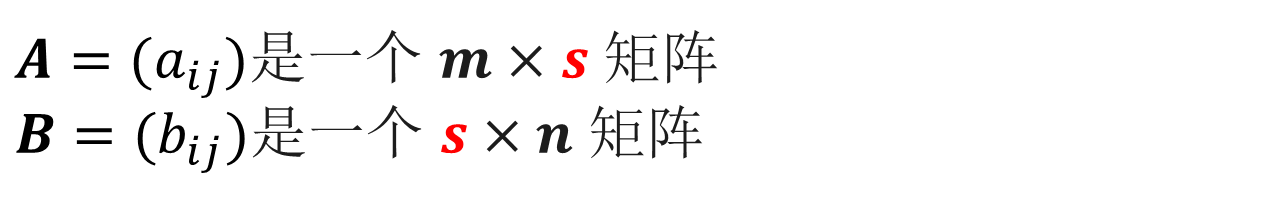 A = (a_{ij})是一个 m × s 矩阵
B = (b_{ij})是一个 s × n 矩阵